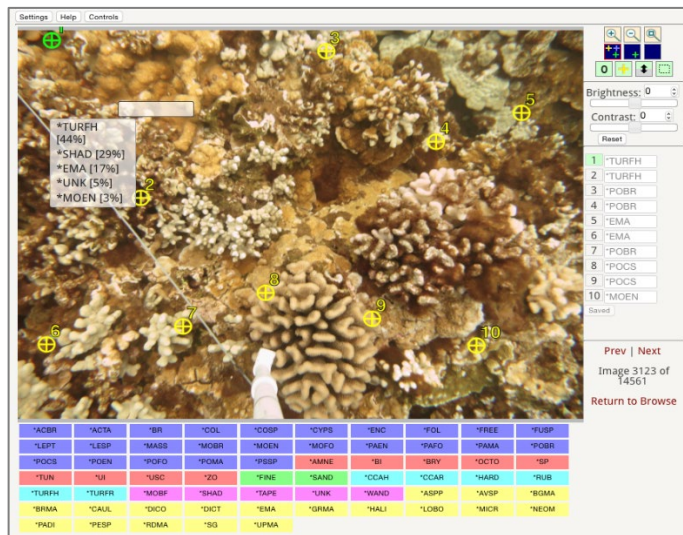 Settings Help Controls
1
3
5
4
*TURFH
[44%]
*SHAD [29%]
*EMA [17%]
*UNK [5%]
*MOEN [3%]
2
8
9
7
6
10
0
Brightness: 0
Contrast: 0
Reset
1 *TURFH
2 *TURFH
3 *POBR
4 *POBR
5 *EMA
6 *EMA
7 *POBR
8 *POCS
9 *POCS
10 *MOEN
Saved
Prev | Next
Image 3123 of
14561
Return to Browse
*ACBR *ACTA *BR *COL *COSP *CYPS *ENC *FOL *FREE *FUSP
*LEPT *LESP *MASS *MOBR *MOEN *MOFO *PAEN *PAFO *PAMA *POBR
*POCS *POEN *POFO *POMA *PSSP *AMNE *BI *BRY *OCTO *SP
*TUN *UI *USC *ZO *FINE *SAND *CCAH *CCAR *HARD *RUB
*TURFH *TURFR *MOBF *SHAD *TAPE *UNK *WAND *ASPP *AVSP *BGMA
*BRMA *CAUL *DICO *DICT *EMA *GRMA *HALI *LOBO *MICR *NEOM
*PADI *PESP *RDMA *SG *UPMA